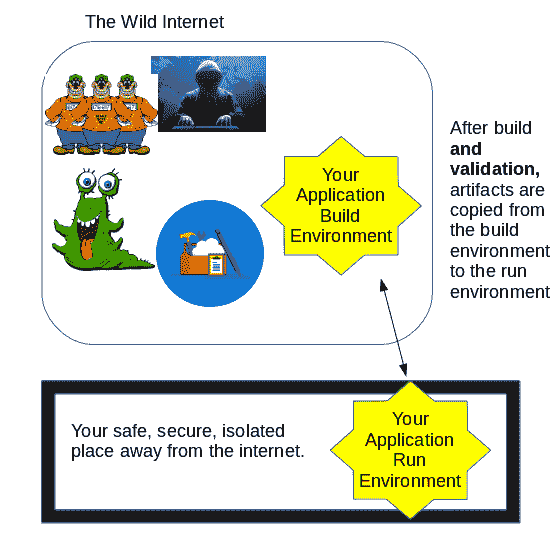 The Wild Internet
Your
Application
Build
Environment
After build
and
validation,
artifacts are
copied from
the build
environment
to the run
environment
Your safe, secure, isolated
place away from the internet.
Your
Application
Run
Environment